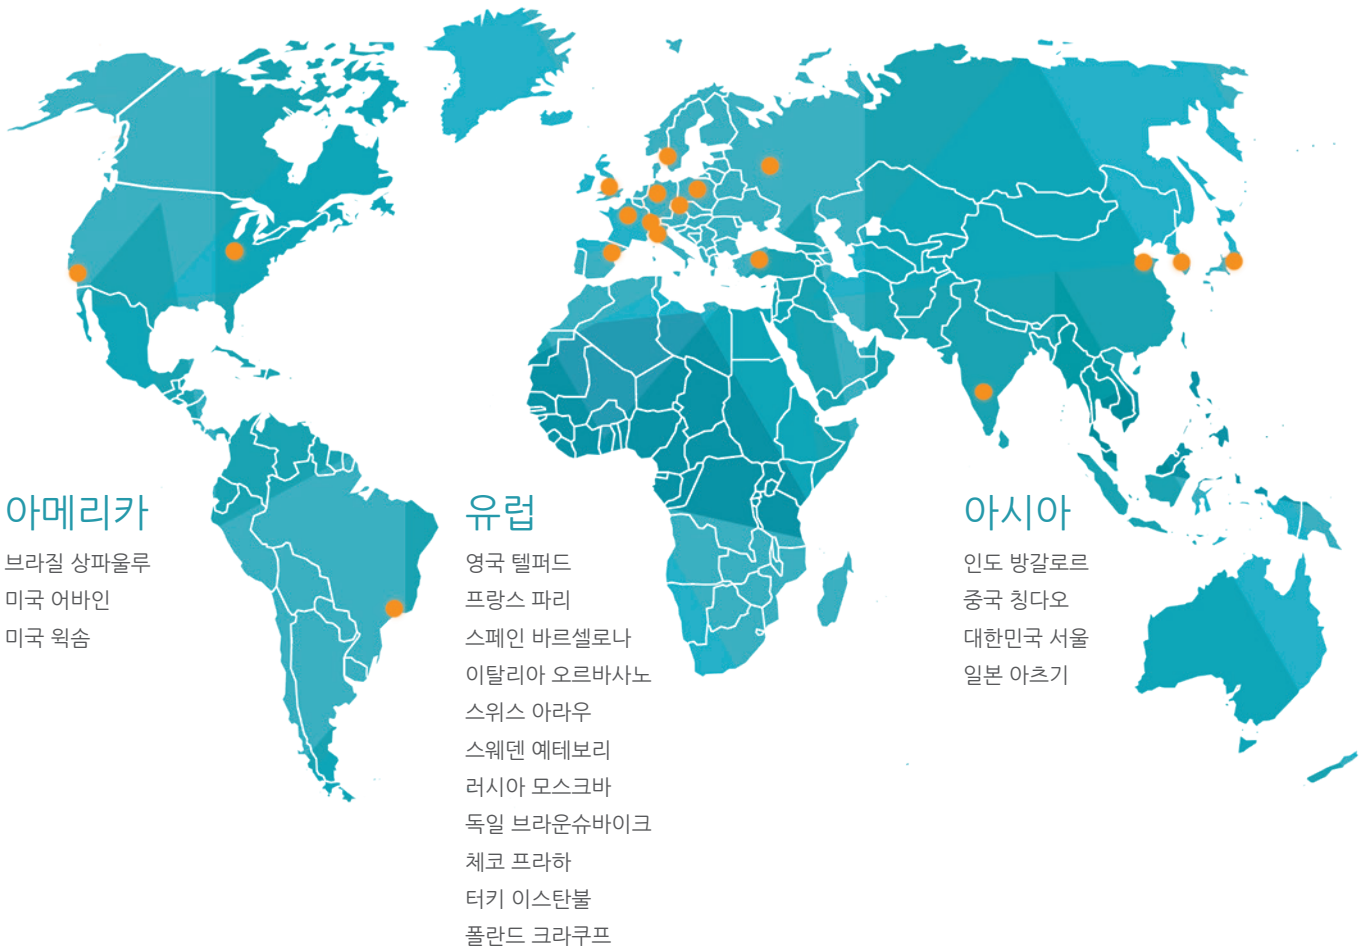 아메리카
브라질 상파울루
미국 어바인
미국 윅솜
유럽
영국 텔퍼드
프랑스 파리
스페인 바르셀로나
이탈리아 오르바사노
스위스 아라우
스웨덴 예테보리
러시아 모스크바
독일 브라운슈바이크
체코 프라하
터키 이스탄불
폴란드 크라쿠프
아시아
인도 방갈로르
중국 칭다오
대한민국 서울
일본 아츠기